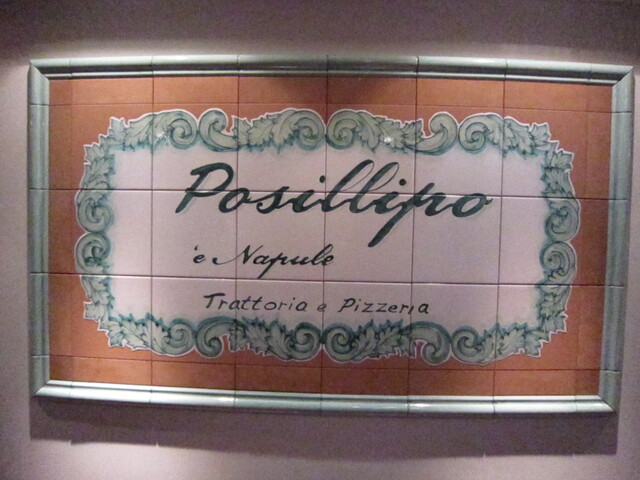 Posillipo
'e Napule
Trattoria e Pizzeria